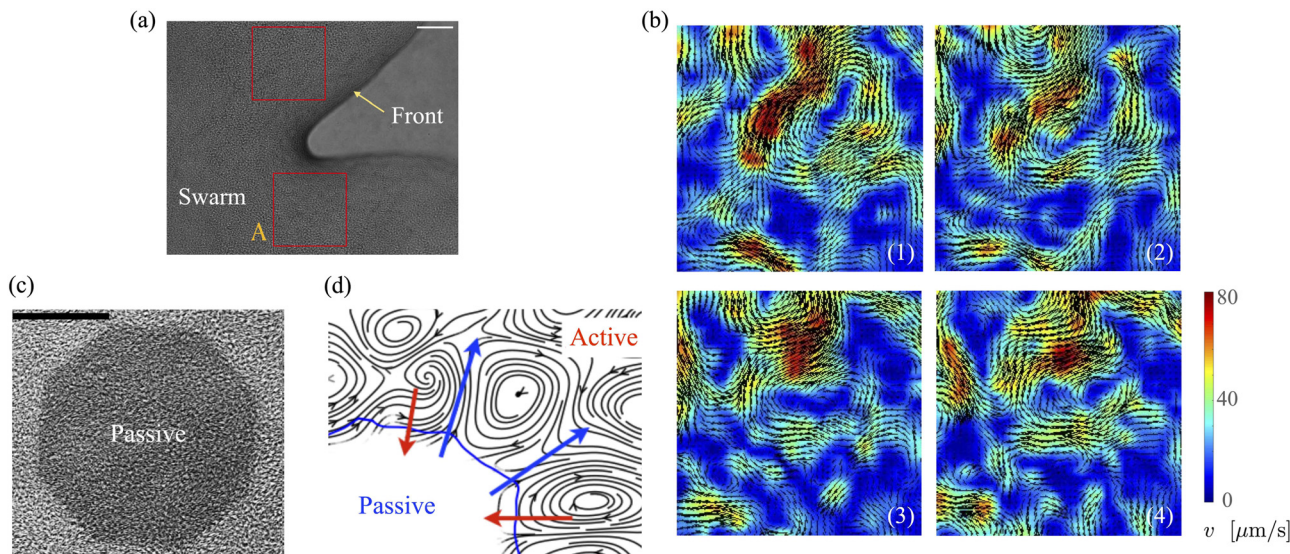 (a)
Front
Swarm
A
(b)
(1)
(2)
(3)
(4)
80
40
0
v [μm/s]
(c)
Passive
(d)
Active
Passive